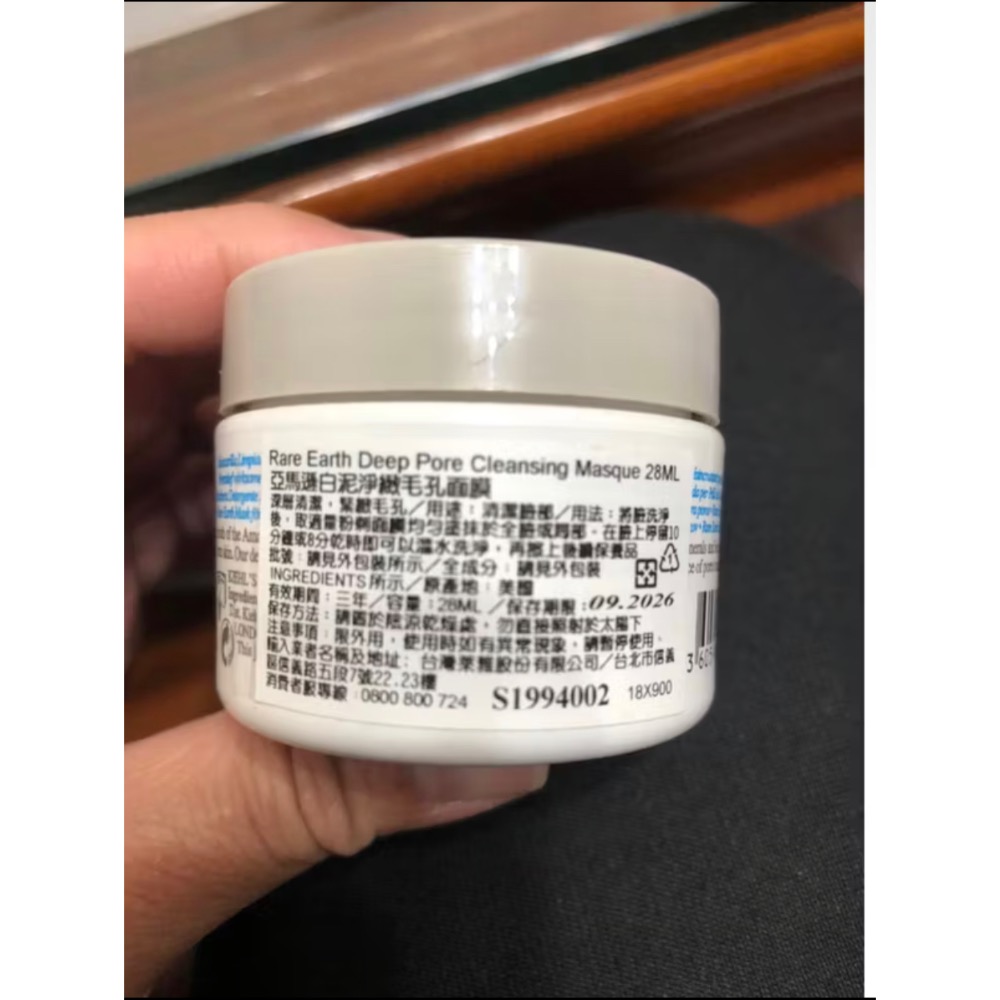 Rare Earth Deep Pore Cleansing Masque 28ML
亞馬遜白泥淨緻毛孔面膜
深層清潔，緊緻毛孔／用途：清潔臉部／用法：將臉洗淨
後，取適量 面膜均勻塗抹於全臉或局部，在臉上停留10
分鐘或8分乾時即可以溫水洗淨，再擦上後續保養品
批號：請見外包裝所示／全成分：請見外包裝
INGREDIENTS所示／原產地：美國
有效期間：三年／容量：28ML／保存期限：09.2026
保存方法：請置於陰涼乾燥處，勿直接照射於太陽下
注意事項：限外用，使用時如有異常現象，請暫停使用。
輸入業者名稱及地址：台灣萊雅股份有限公司／台北市信義
區信義路五段7號22.23樓
消費者服專線：0800 800 724 S1994002 18X900
KIEHL'S